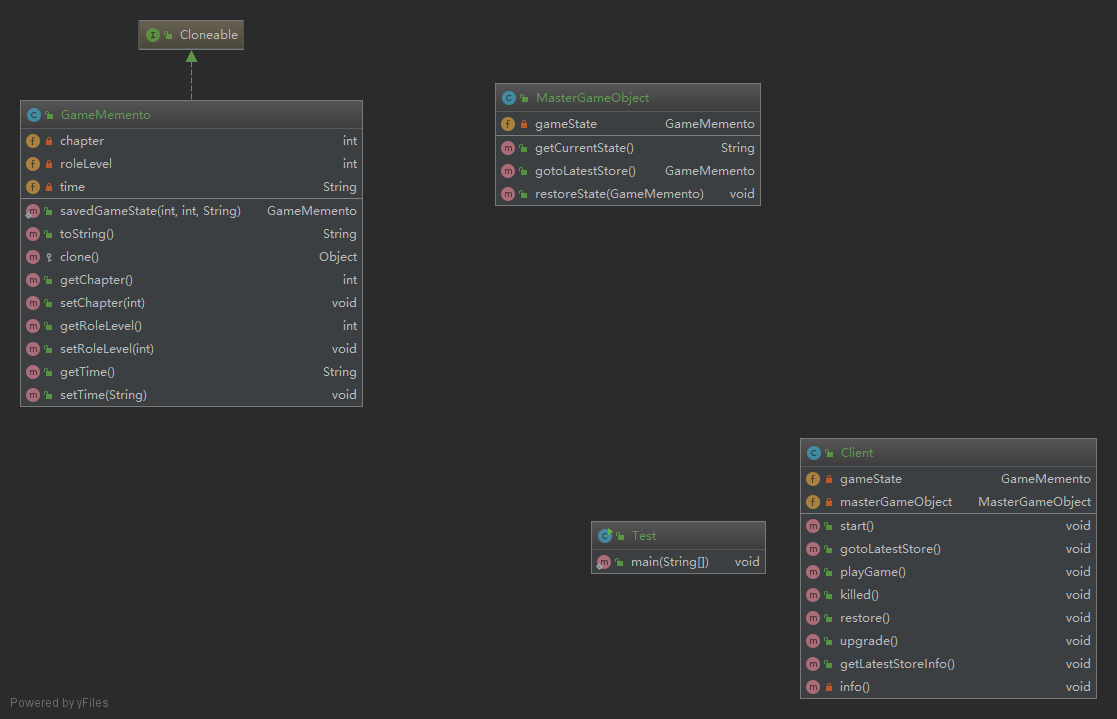 Cloneable
GameMemento
chapter int
roleLevel int
time String
savedGameState(int, int, String) GameMemento
toString() String
clone() Object
getChapter() int
setChapter(int) void
getRoleLevel() int
setRoleLevel(int) void
getTime() String
setTime(String) void
MasterGameObject
gameState GameMemento
getCurrentState() String
gotoLatestStore() GameMemento
restoreState(GameMemento) void
Test
main(String[]) void
Client
gameState GameMemento
masterGameObject MasterGameObject
start() void
gotoLatestStore() void
playGame() void
killed() void
restore() void
upgrade() void
getLatestStoreInfo() void
info() void
Powered by yFiles